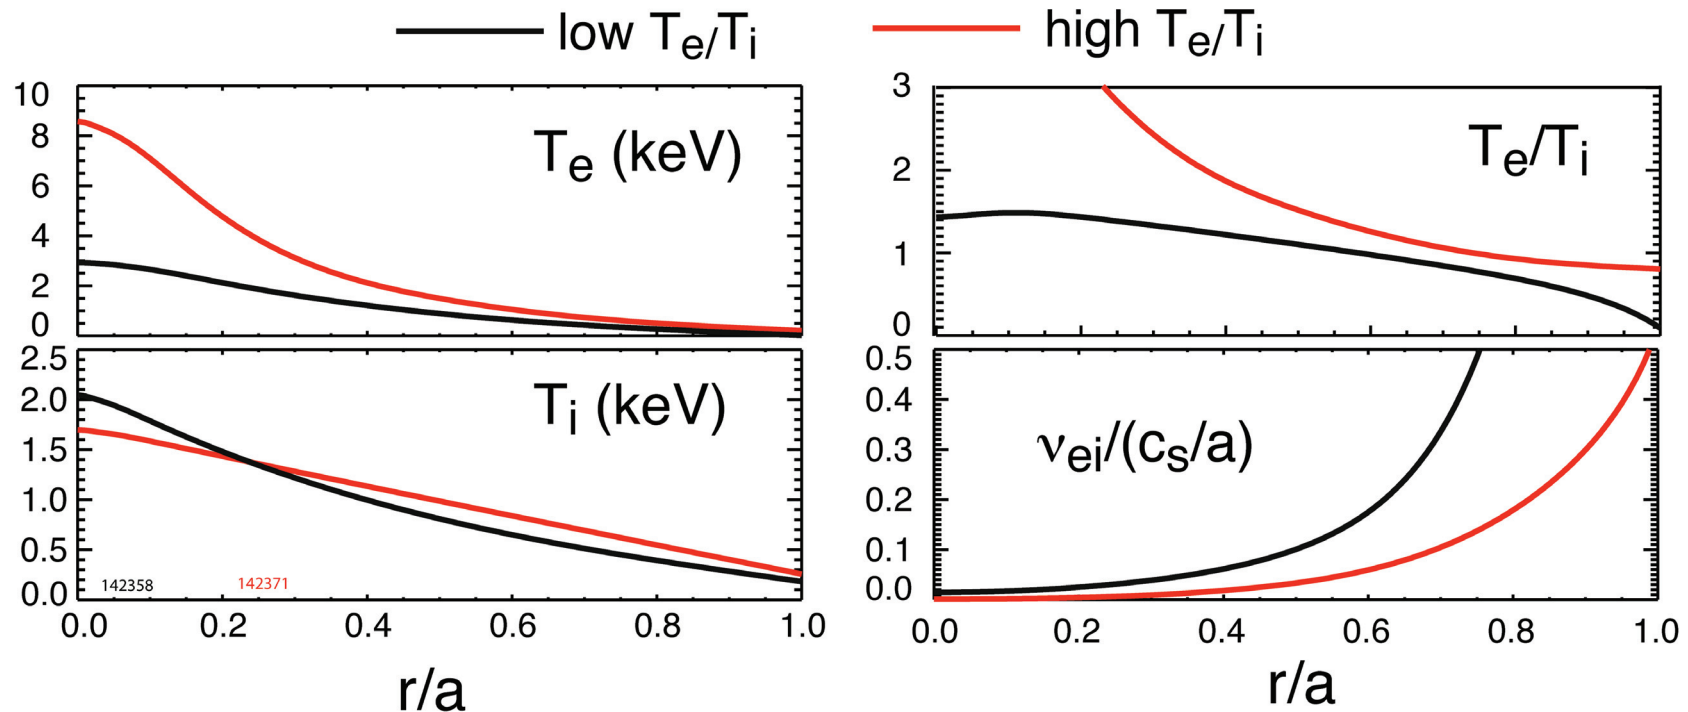 low Te/Ti
high Te/Ti
10
8
6
4
2
0
Te (keV)
3
2
1
0
Te/Ti
2.5
2.0
1.5
1.0
0.5
0.0
Ti (keV)
142358
142371
0.0 0.2 0.4 0.6 0.8 1.0
r/a
0.5
0.4
0.3
0.2
0.1
0.0
νei/(cs/a)
0.0 0.2 0.4 0.6 0.8 1.0
r/a